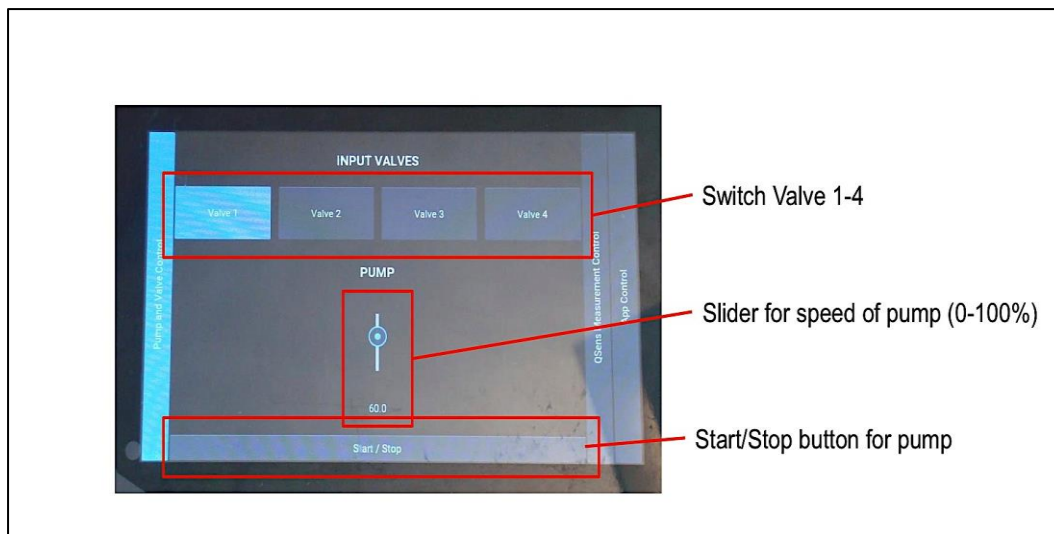 INPUT VALVES
Valve 1
Valve 2
Valve 3
Valve 4
Switch Valve 1-4
Pump and Valve Control
QSens Measurement Control
App Control
PUMP
Slider for speed of pump (0-100%)
60.0
Start / Stop
Start/Stop button for pump